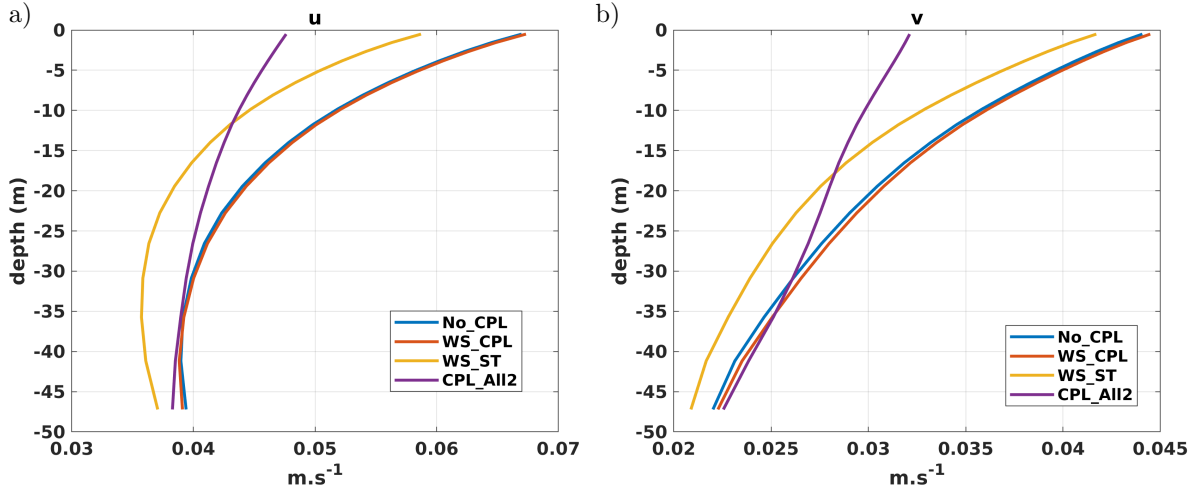 a)
u
0
-5
-10
-15
-20
-25
-30
-35
-40
-45
-50
depth (m)
0.03 0.04 0.05 0.06 0.07
m.s⁻¹
No_CPL
WS_CPL
WS_ST
CPL_All2
b)
v
0
-5
-10
-15
-20
-25
-30
-35
-40
-45
-50
depth (m)
0.02 0.025 0.03 0.035 0.04 0.045
m.s⁻¹
No_CPL
WS_CPL
WS_ST
CPL_All2